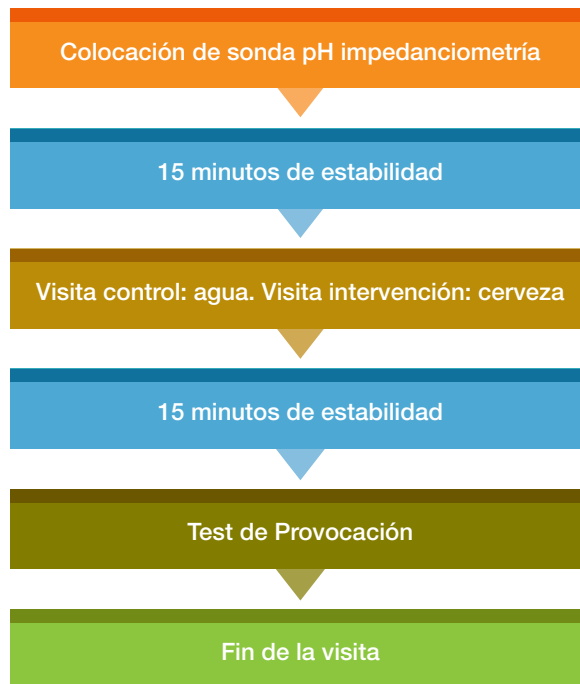 Colocación de sonda pH impedanciometría
15 minutos de estabilidad
Visita control: agua. Visita intervención: cerveza
15 minutos de estabilidad
Test de Provocación
Fin de la visita